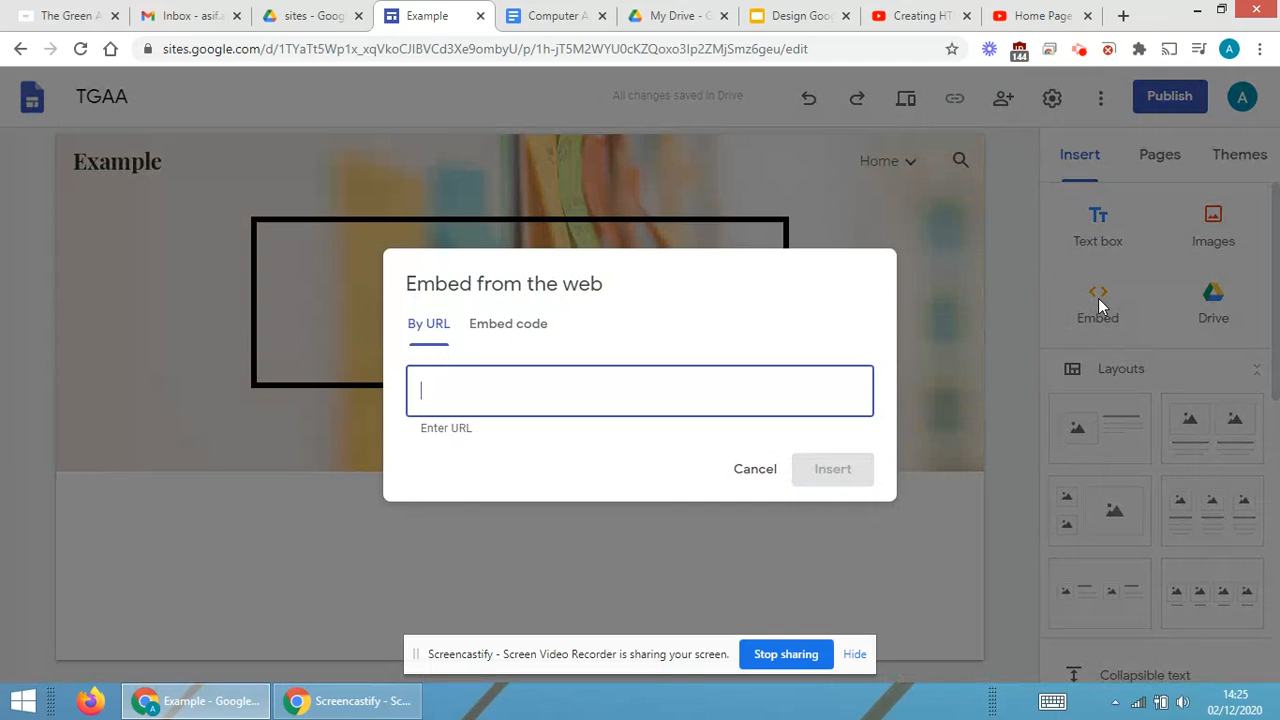 The Green A
Inbox - asif.a
sites - Goog
Example
Computer A
My Drive - G
Design Goa
Creating HT
Home Page
sites.google.com/d/1TYaTt5Wp1x_xqVkoCJIBVCd3Xe9ombyU/p/1h-jT5M2WYU0cKZQoxo3Ip2ZMjSmz6geu/edit
144
A
TGAA
All changes saved in Drive
Publish
A
Example
Home
Insert
Pages
Themes
Text box
Images
Embed
Drive
Embed from the web
By URL
Embed code
Enter URL
Cancel
Insert
Layouts
Collapsible text
Screencastify - Screen Video Recorder is sharing your screen.
Stop sharing
Hide
Example - Google...
Screencastify - Sc...
14:25
02/12/2020